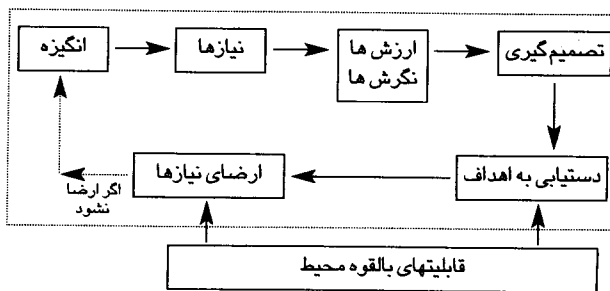 انگیزه
نیازها
ارزش ها
نگرش ها
تصمیم‌گیری
دستیابی به اهداف
ارضای نیازها
اگر ارضا
نشود
قابلیتهای بالقوه محیط